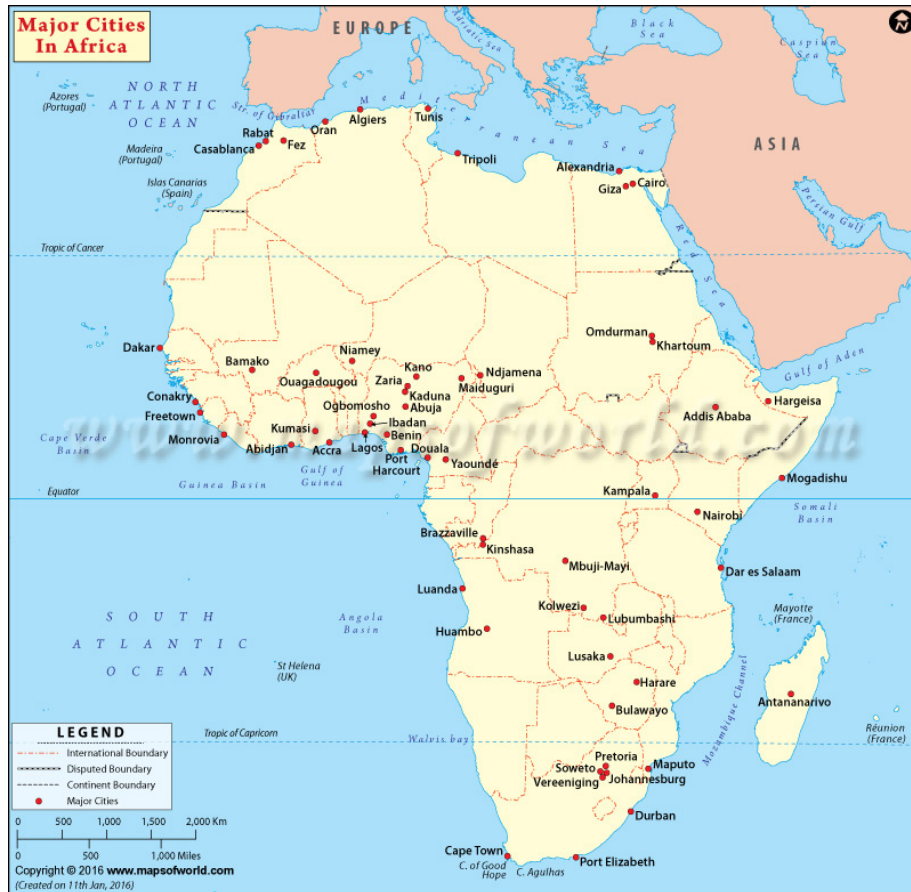 Major Cities
In Africa
EUROPE
Black
Sea
Caspian
Sea
Adriatic Sea
NORTH
ATLANTIC
OCEAN
Azores
(Portugal)
Str. of Gibraltar
Mediterranean Sea
Algiers
Tunis
Oran
Rabat
Fez
Casablanca
Madeira
(Portugal)
Tripoli
ASIA
Alexandria
Giza
Cairo
Islas Canarias
(Spain)
Persian Gulf
Red Sea
Tropic of Cancer
Omdurman
Khartoum
Dakar
Niamey
Bamako
Kano
Ndjamena
Gulf of Aden
Ouagadougou
Zaria
Maiduguri
Kaduna
Conakry
Ogbomosho
Abuja
Hargeisa
Freetown
Ibadan
Addis Ababa
www.mapsofworld.com
Kumasi
Benin
Monrovia
Abidjan
Accra
Lagos
Douala
Cape Verde
Basin
Port
Harcourt
Yaoundé
Gulf of
Guinea
Guinea Basin
Mogadishu
Equator
Kampala
Nairobi
Somali
Basin
Brazzaville
Kinshasa
Mbuji-Mayi
Dar es Salaam
Luanda
Kolwezi
Lubumbashi
Mayotte
(France)
SOUTH
ATLANTIC
OCEAN
Angola
Basin
Huambo
Lusaka
St Helena
(UK)
Harare
Mozambique Channel
Antananarivo
Bulawayo
Réunion
(France)
LEGEND
International Boundary
Disputed Boundary
Continent Boundary
Major Cities
Tropic of Capricorn
Walvis bay
Pretoria
Soweto
Maputo
Vereeniging
Johannesburg
Durban
0 500 1,000 1,500 2,000 Km
0 500 1,000 Miles
Cape Town
C. of Good
Hope
C. Agulhas
Port Elizabeth
Copyright © 2016 www.mapsofworld.com
(Created on 11th Jan, 2016)